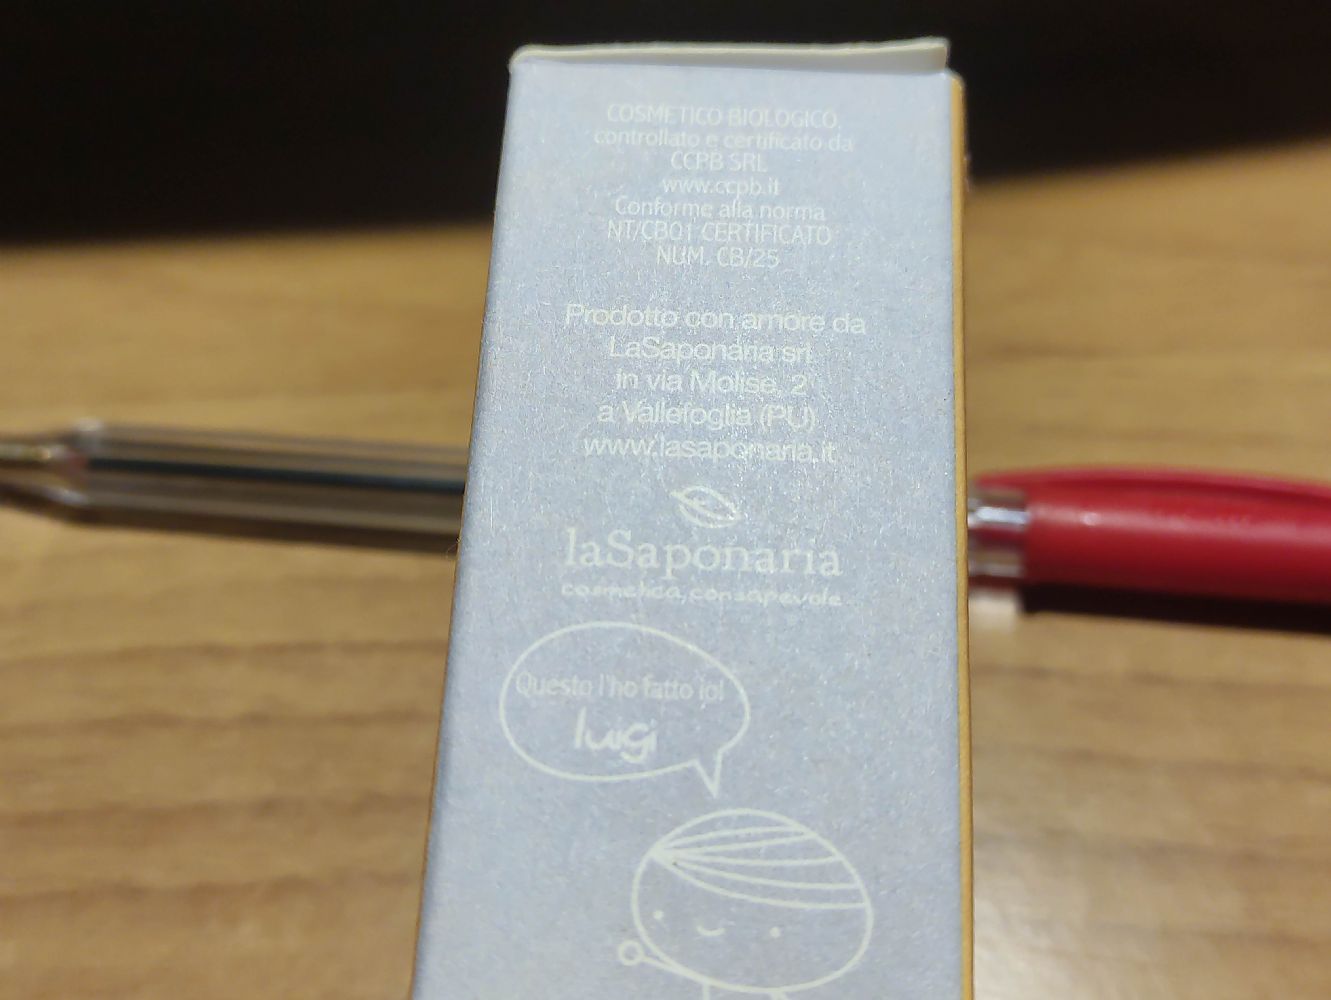 COSMETICO BIOLOGICO,
controllato e certificato da
CCPB SRL
www.ccpb.it
Conforme alla norma
NT/CB01 CERTIFICATO
NUM. CB/25
Prodotto con amore da
LaSaponaria srl
in via Molise, 2
a Vallefoglia (PU)
www.lasaponaria.it
laSaponaria
cosmetica consapevole
Questo l'ho fatto io!
luigi